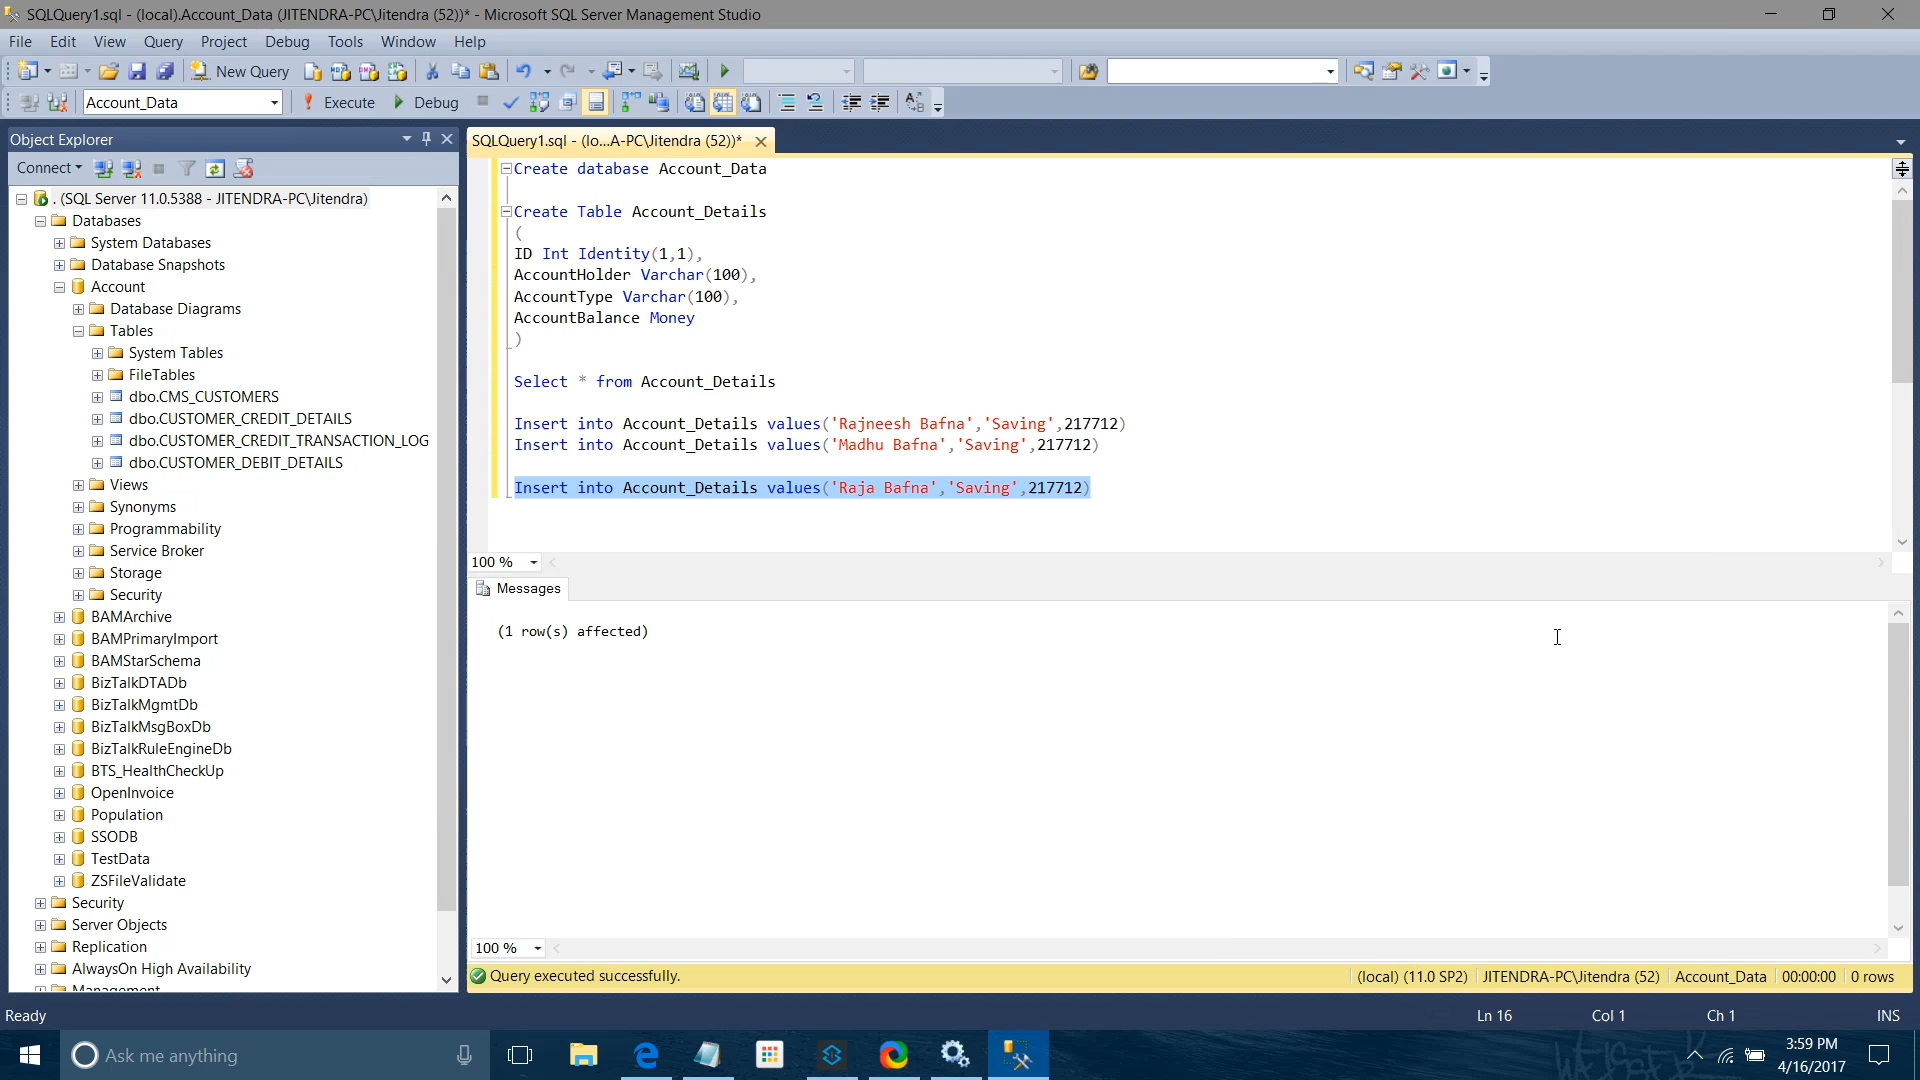 SQLQuery1.sql - (local).Account_Data (JITENDRA-PC\Jitendra (52))* - Microsoft SQL Server Management Studio
File Edit View Query Project Debug Tools Window Help
New Query
Account_Data Execute Debug
Object Explorer
Connect
. (SQL Server 11.0.5388 - JITENDRA-PC\Jitendra)
Databases
System Databases
Database Snapshots
Account
Database Diagrams
Tables
System Tables
FileTables
dbo.CMS_CUSTOMERS
dbo.CUSTOMER_CREDIT_DETAILS
dbo.CUSTOMER_CREDIT_TRANSACTION_LOG
dbo.CUSTOMER_DEBIT_DETAILS
Views
Synonyms
Programmability
Service Broker
Storage
Security
BAMArchive
BAMPrimaryImport
BAMStarSchema
BizTalkDTADb
BizTalkMgmtDb
BizTalkMsgBoxDb
BizTalkRuleEngineDb
BTS_HealthCheckUp
OpenInvoice
Population
SSODB
TestData
ZSFileValidate
Security
Server Objects
Replication
AlwaysOn High Availability
Management
SQLQuery1.sql - (lo...A-PC\Jitendra (52))*
Create database Account_Data
Create Table Account_Details
(
ID Int Identity(1,1),
AccountHolder Varchar(100),
AccountType Varchar(100),
AccountBalance Money
)
Select * from Account_Details
Insert into Account_Details values('Rajneesh Bafna','Saving',217712)
Insert into Account_Details values('Madhu Bafna','Saving',217712)
Insert into Account_Details values('Raja Bafna','Saving',217712)
100 %
Messages
(1 row(s) affected)
100 %
Query executed successfully. (local) (11.0 SP2) JITENDRA-PC\Jitendra (52) Account_Data 00:00:00 0 rows
Ready Ln 16 Col 1 Ch 1 INS
Ask me anything
3:59 PM
4/16/2017